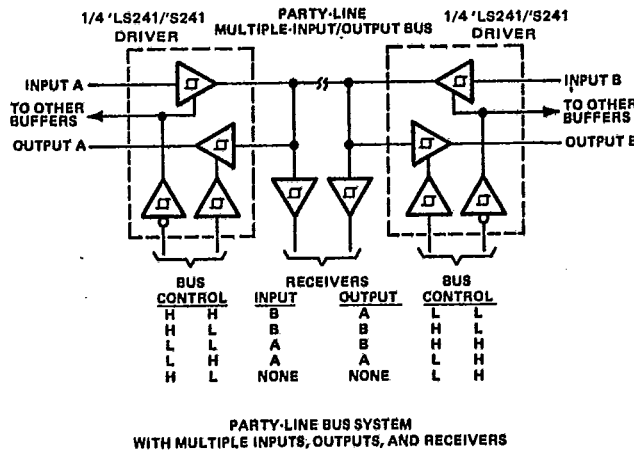 1/4 'LS241/'S241
DRIVER
PARTY-LINE
MULTIPLE-INPUT/OUTPUT BUS
1/4 'LS241/'S241
DRIVER
INPUT A
INPUT B
TO OTHER
BUFFERS
TO OTHER
BUFFERS
OUTPUT A
OUTPUT B
BUS
CONTROL
RECEIVERS
INPUT OUTPUT
BUS
CONTROL
H H B A L L
H L B B H L
L L A B H H
L H A A L H
H L NONE NONE L H
PARTY-LINE BUS SYSTEM
WITH MULTIPLE INPUTS, OUTPUTS, AND RECEIVERS